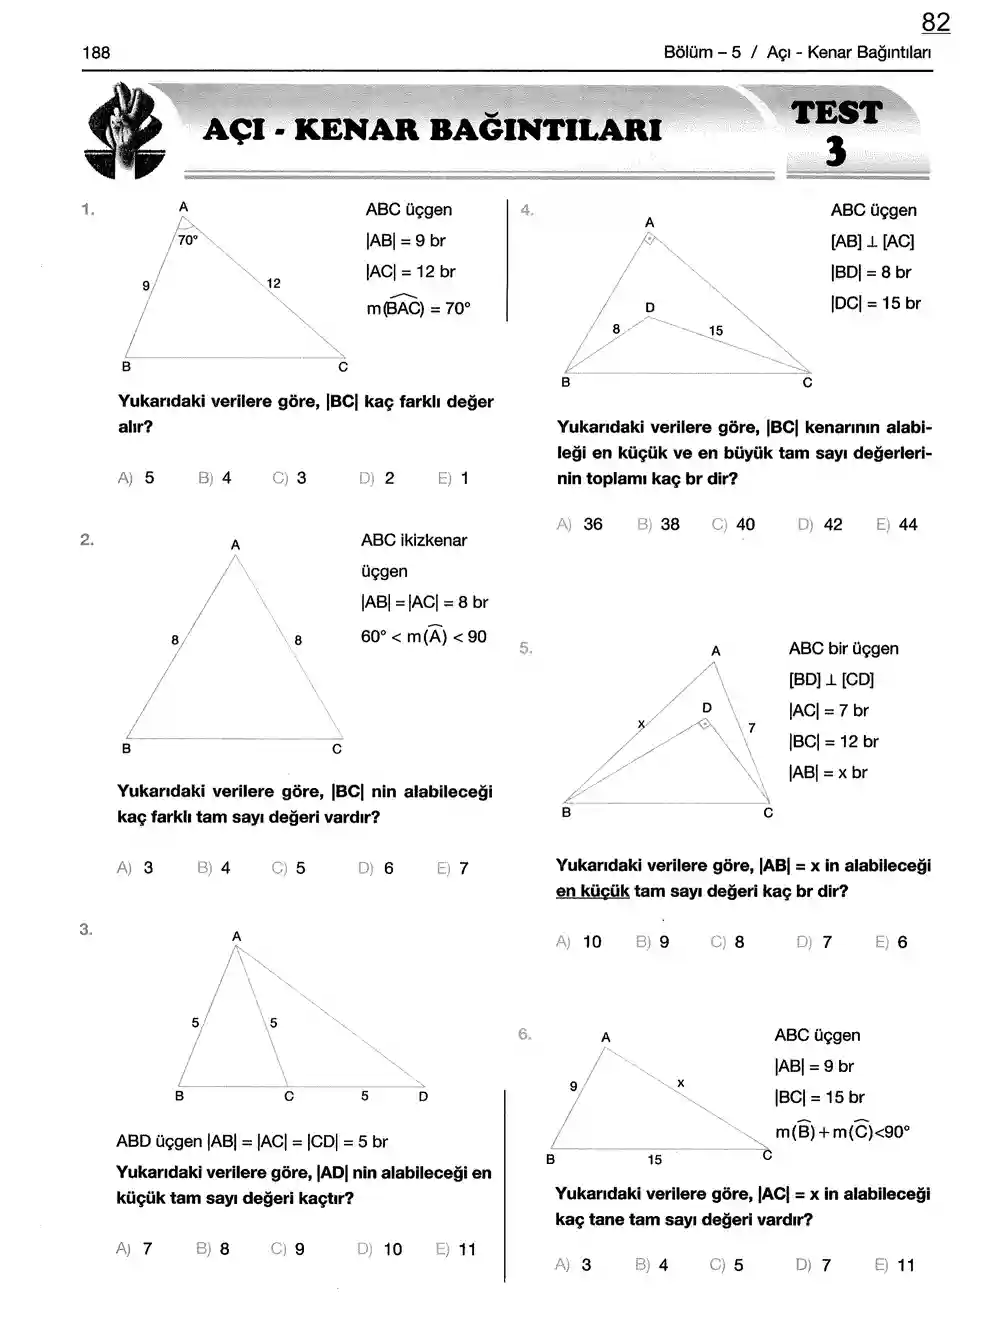 82
188
Bölüm – 5 / Açı - Kenar Bağıntıları
AÇI - KENAR BAĞINTILARI
TEST
3
1.
A
70°
9
12
B
C
ABC üçgen
|AB| = 9 br
|AC| = 12 br
m(BAC) = 70°
Yukarıdaki verilere göre, |BC| kaç farklı değer
alır?
A) 5 B) 4 C) 3 D) 2 E) 1
2.
A
8
8
B
C
ABC ikizkenar
üçgen
|AB| = |AC| = 8 br
60° < m(A) < 90
Yukarıdaki verilere göre, |BC| nin alabileceği
kaç farklı tam sayı değeri vardır?
A) 3 B) 4 C) 5 D) 6 E) 7
3.
A
5
5
B
C
5
D
ABD üçgen |AB| = |AC| = |CD| = 5 br
Yukarıdaki verilere göre, |AD| nin alabileceği en
küçük tam sayı değeri kaçtır?
A) 7 B) 8 C) 9 D) 10 E) 11
4.
A
D
8
15
B
C
ABC üçgen
[AB] ⊥ [AC]
|BD| = 8 br
|DC| = 15 br
Yukarıdaki verilere göre, |BC| kenarının alabi-
leği en küçük ve en büyük tam sayı değerleri-
nin toplamı kaç br dir?
A) 36 B) 38 C) 40 D) 42 E) 44
5.
A
D
x
7
B
C
ABC bir üçgen
[BD] ⊥ [CD]
|AC| = 7 br
|BC| = 12 br
|AB| = x br
Yukarıdaki verilere göre, |AB| = x in alabileceği
en küçük tam sayı değeri kaç br dir?
A) 10 B) 9 C) 8 D) 7 E) 6
6.
A
9
x
B
15
C
ABC üçgen
|AB| = 9 br
|BC| = 15 br
m(B) + m(C)<90°
Yukarıdaki verilere göre, |AC| = x in alabileceği
kaç tane tam sayı değeri vardır?
A) 3 B) 4 C) 5 D) 7 E) 11